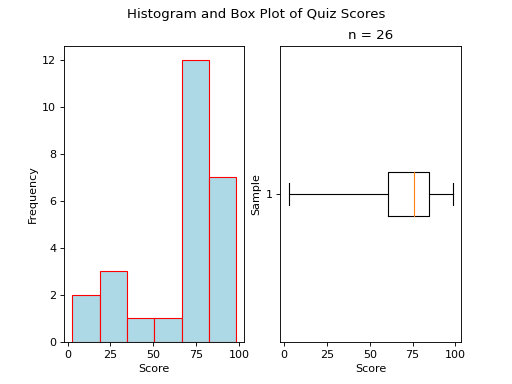 Histogram and Box Plot of Quiz Scores
n = 26
12
10
8
6
4
2
0
Frequency
0 25 50 75 100
Score
Sample
1
0 25 50 75 100
Score